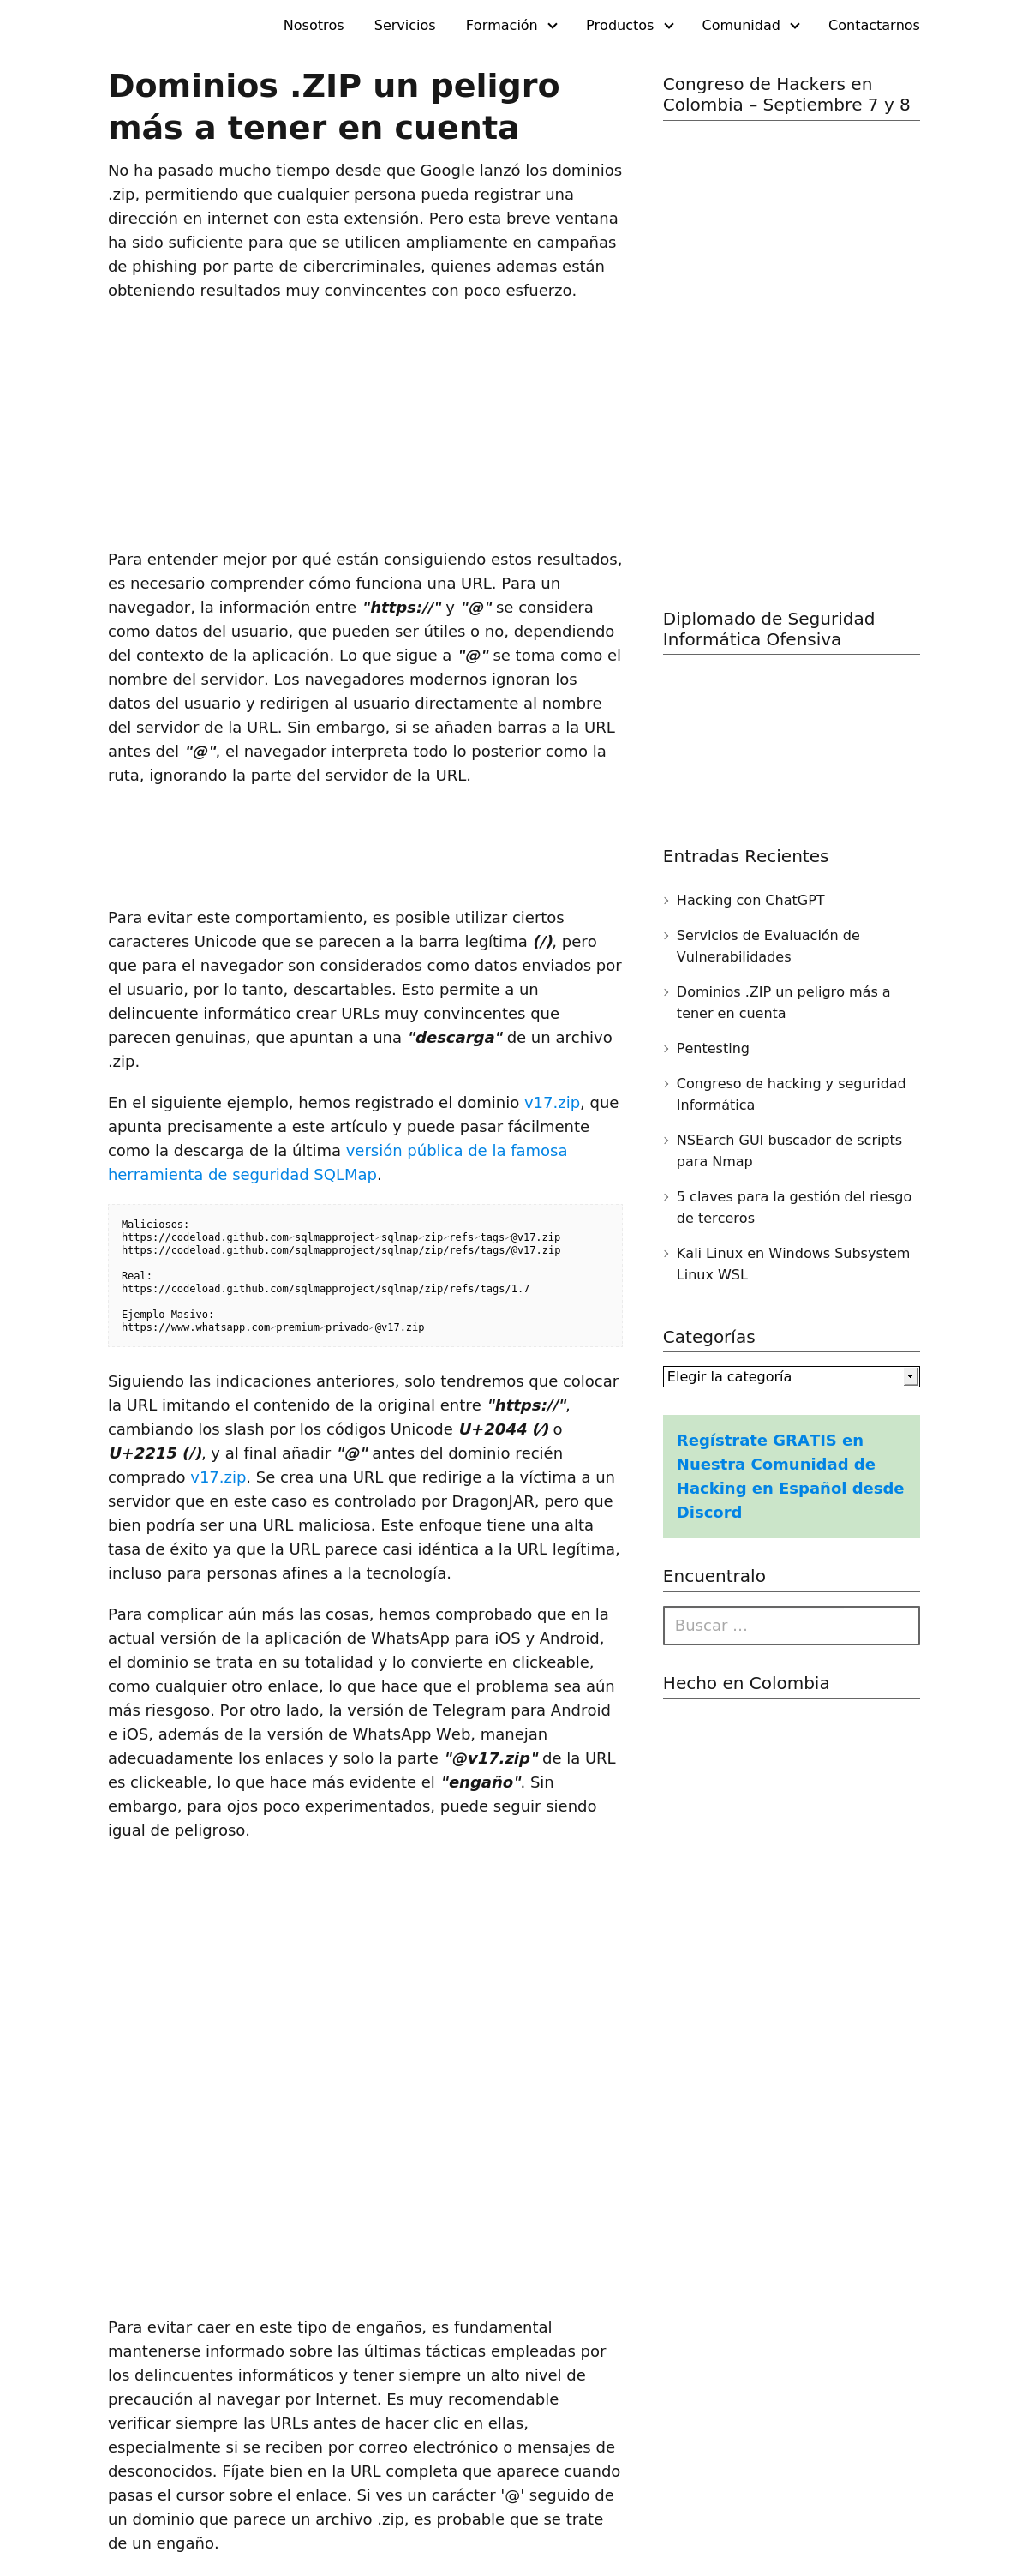 Nosotros Servicios Formación Productos Comunidad Contactarnos
Dominios .ZIP un peligro
más a tener en cuenta
No ha pasado mucho tiempo desde que Google lanzó los dominios
.zip, permitiendo que cualquier persona pueda registrar una
dirección en internet con esta extensión. Pero esta breve ventana
ha sido suficiente para que se utilicen ampliamente en campañas
de phishing por parte de cibercriminales, quienes ademas están
obteniendo resultados muy convincentes con poco esfuerzo.
Para entender mejor por qué están consiguiendo estos resultados,
es necesario comprender cómo funciona una URL. Para un
navegador, la información entre "https://" y "@" se considera
como datos del usuario, que pueden ser útiles o no, dependiendo
del contexto de la aplicación. Lo que sigue a "@" se toma como el
nombre del servidor. Los navegadores modernos ignoran los
datos del usuario y redirigen al usuario directamente al nombre
del servidor de la URL. Sin embargo, si se añaden barras a la URL
antes del "@", el navegador interpreta todo lo posterior como la
ruta, ignorando la parte del servidor de la URL.
Para evitar este comportamiento, es posible utilizar ciertos
caracteres Unicode que se parecen a la barra legítima (/), pero
que para el navegador son considerados como datos enviados por
el usuario, por lo tanto, descartables. Esto permite a un
delincuente informático crear URLs muy convincentes que
parecen genuinas, que apuntan a una "descarga" de un archivo
.zip.
En el siguiente ejemplo, hemos registrado el dominio v17.zip, que
apunta precisamente a este artículo y puede pasar fácilmente
como la descarga de la última versión pública de la famosa
herramienta de seguridad SQLMap.
Maliciosos:
https://codeload.github.com⁄sqlmapproject⁄sqlmap⁄zip⁄refs⁄tags⁄@v17.zip
https://codeload.github.com∕sqlmapproject∕sqlmap∕zip∕refs∕tags∕@v17.zip
Real:
https://codeload.github.com/sqlmapproject/sqlmap/zip/refs/tags/1.7
Ejemplo Masivo:
https://www.whatsapp.com⁄premium⁄privado⁄@v17.zip
Siguiendo las indicaciones anteriores, solo tendremos que colocar
la URL imitando el contenido de la original entre "https://",
cambiando los slash por los códigos Unicode U+2044 (⁄) o
U+2215 (∕), y al final añadir "@" antes del dominio recién
comprado v17.zip. Se crea una URL que redirige a la víctima a un
servidor que en este caso es controlado por DragonJAR, pero que
bien podría ser una URL maliciosa. Este enfoque tiene una alta
tasa de éxito ya que la URL parece casi idéntica a la URL legítima,
incluso para personas afines a la tecnología.
Para complicar aún más las cosas, hemos comprobado que en la
actual versión de la aplicación de WhatsApp para iOS y Android,
el dominio se trata en su totalidad y lo convierte en clickeable,
como cualquier otro enlace, lo que hace que el problema sea aún
más riesgoso. Por otro lado, la versión de Telegram para Android
e iOS, además de la versión de WhatsApp Web, manejan
adecuadamente los enlaces y solo la parte "@v17.zip" de la URL
es clickeable, lo que hace más evidente el "engaño". Sin
embargo, para ojos poco experimentados, puede seguir siendo
igual de peligroso.
Para evitar caer en este tipo de engaños, es fundamental
mantenerse informado sobre las últimas tácticas empleadas por
los delincuentes informáticos y tener siempre un alto nivel de
precaución al navegar por Internet. Es muy recomendable
verificar siempre las URLs antes de hacer clic en ellas,
especialmente si se reciben por correo electrónico o mensajes de
desconocidos. Fíjate bien en la URL completa que aparece cuando
pasas el cursor sobre el enlace. Si ves un carácter '@' seguido de
un dominio que parece un archivo .zip, es probable que se trate
de un engaño.
Congreso de Hackers en
Colombia – Septiembre 7 y 8
Diplomado de Seguridad
Informática Ofensiva
Entradas Recientes
Hacking con ChatGPT
Servicios de Evaluación de
Vulnerabilidades
Dominios .ZIP un peligro más a
tener en cuenta
Pentesting
Congreso de hacking y seguridad
Informática
NSEarch GUI buscador de scripts
para Nmap
5 claves para la gestión del riesgo
de terceros
Kali Linux en Windows Subsystem
Linux WSL
Categorías
Elegir la categoría
Regístrate GRATIS en
Nuestra Comunidad de
Hacking en Español desde
Discord
Encuentralo
Buscar …
Hecho en Colombia